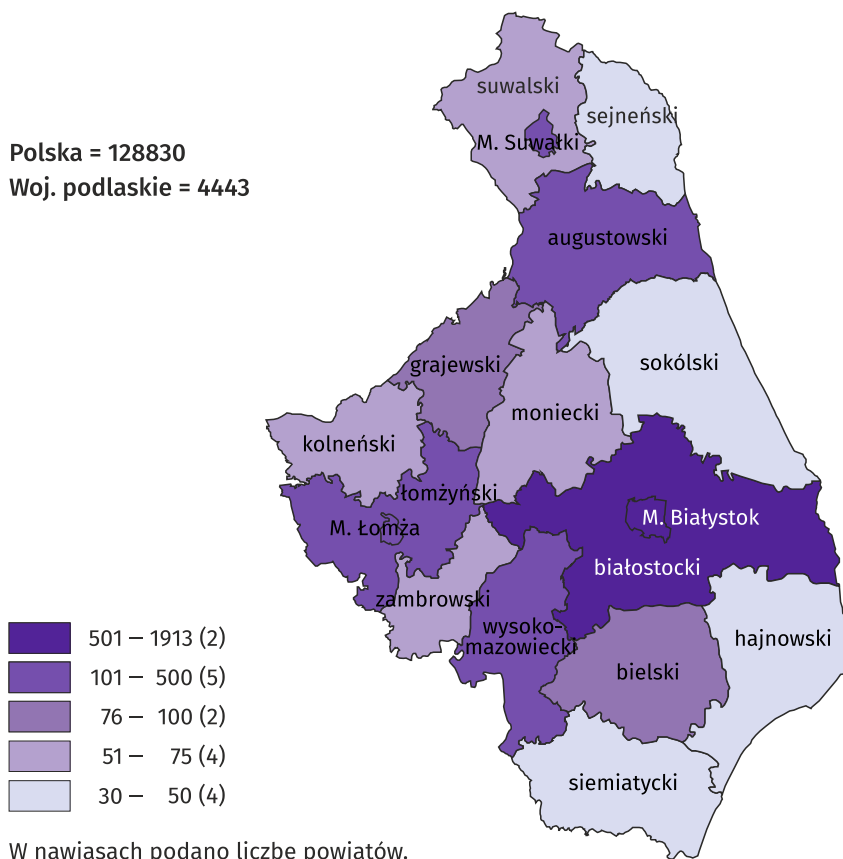 Polska = 128830
Woj. podlaskie = 4443
suwalski
sejneński
M. Suwałki
augustowski
grajewski
sokólski
moniecki
kolneński
łomżyński
M. Łomża
M. Białystok
białostocki
zambrowski
wysoko-
mazowiecki
hajnowski
bielski
siemiatycki
501 – 1913 (2)
101 – 500 (5)
76 – 100 (2)
51 – 75 (4)
30 – 50 (4)
W nawiasach podano liczbę powiatów.